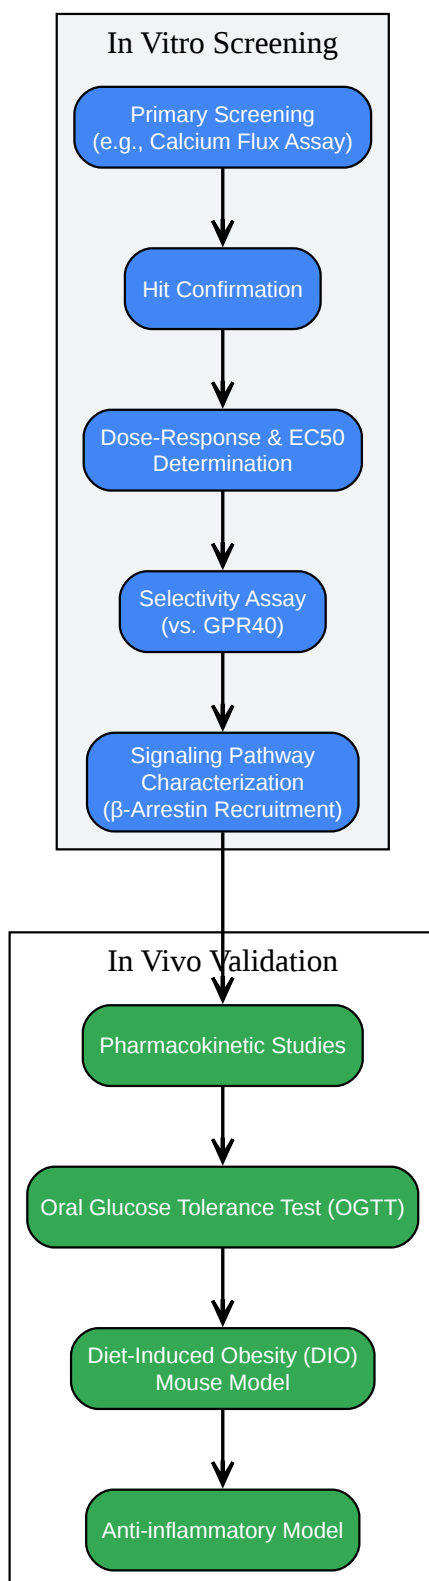 In Vitro Screening
Primary Screening
(e.g., Calcium Flux Assay)
Hit Confirmation
Dose-Response & EC50
Determination
Selectivity Assay
(vs. GPR40)
Signaling Pathway
Characterization
(β-Arrestin Recruitment)
In Vivo Validation
Pharmacokinetic Studies
Oral Glucose Tolerance Test (OGTT)
Diet-Induced Obesity (DIO)
Mouse Model
Anti-inflammatory Model